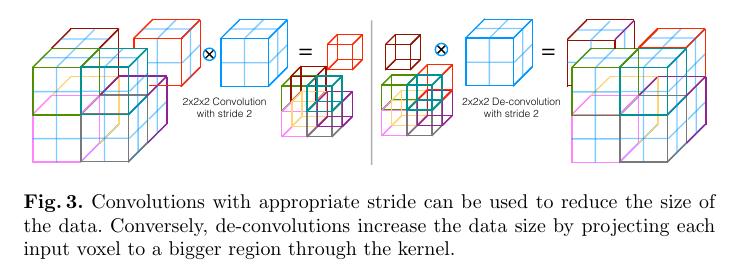 2x2x2 Convolution
with stride 2
2x2x2 De-convolution
with stride 2
Fig. 3. Convolutions with appropriate stride can be used to reduce the size of
the data. Conversely, de-convolutions increase the data size by projecting each
input voxel to a bigger region through the kernel.